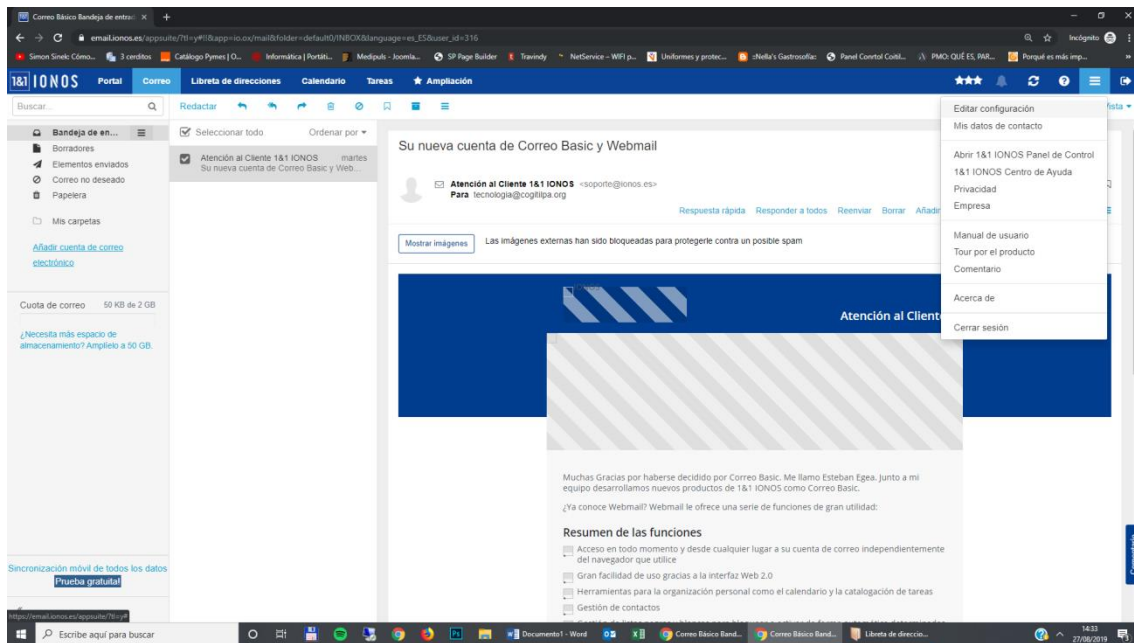 Correo Básico Bandeja de entrad
email.ionos.es/appsuite/?tl=y#!!&app=io.ox/mail&folder=default0/INBOX&language=es_ES&user_id=316
Incógnito
Simon Sinek: Cómo... 3 cerditos Catálogo Pymes | O... Informática | Portáti... Medipuls - Joomla... SP Page Builder Travindy NetService – WIFI p... Uniformes y protec... Panel Conrtol Coitil... PMO: QUÉ ES, PAR... Porqué es más imp...
1&1 IONOS Portal Correo Libreta de direcciones Calendario Tareas Ampliación
Buscar...
Redactar
Vista
Bandeja de en...
Borradores
Elementos enviados
Correo no deseado
Papelera
Mis carpetas
Añadir cuenta de correo
electrónico
Cuota de correo 50 KB de 2 GB
¿Necesita más espacio de
almacenamiento? Amplíelo a 50 GB.
Sincronización móvil de todos los datos
Prueba gratuita!
https://email.ionos.es/appsuite/?tl=y#
Seleccionar todo Ordenar por
Atención al Cliente 1&1 IONOS martes
Su nueva cuenta de Correo Basic y Web...
Su nueva cuenta de Correo Basic y Webmail
Atención al Cliente 1&1 IONOS <soporte@ionos.es>
Para tecnologia@cogitilpa.org
Respuesta rápida Responder a todos Reenviar Borrar Añadir
Mostrar imágenes Las imágenes externas han sido bloqueadas para protegerle contra un posible spam
Atención al Cliente
Muchas Gracias por haberse decidido por Correo Basic. Me llamo Esteban Egea. Junto a mi
equipo desarrollamos nuevos productos de 1&1 IONOS como Correo Basic.
¿Ya conoce Webmail? Webmail le ofrece una serie de funciones de gran utilidad:
Resumen de las funciones
Acceso en todo momento y desde cualquier lugar a su cuenta de correo independientemente
del navegador que utilice
Gran facilidad de uso gracias a la interfaz Web 2.0
Herramientas para la organización personal como el calendario y la catalogación de tareas
Gestión de contactos
Editar configuración
Mis datos de contacto
Abrir 1&1 IONOS Panel de Control
1&1 IONOS Centro de Ayuda
Privacidad
Empresa
Manual de usuario
Tour por el producto
Comentario
Acerca de
Cerrar sesión
Comentario
Escribe aquí para buscar
Documento1 - Word
Correo Básico Band...
Correo Básico Band...
Libreta de direccio...
14:33
27/08/2019